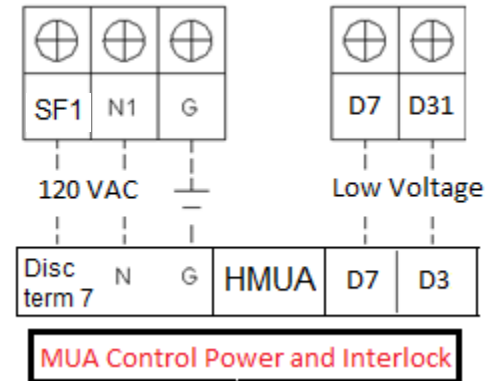 SF1 N1 G D7 D31
120 VAC Low Voltage
Disc
term 7 N G HMUA D7 D3
MUA Control Power and Interlock